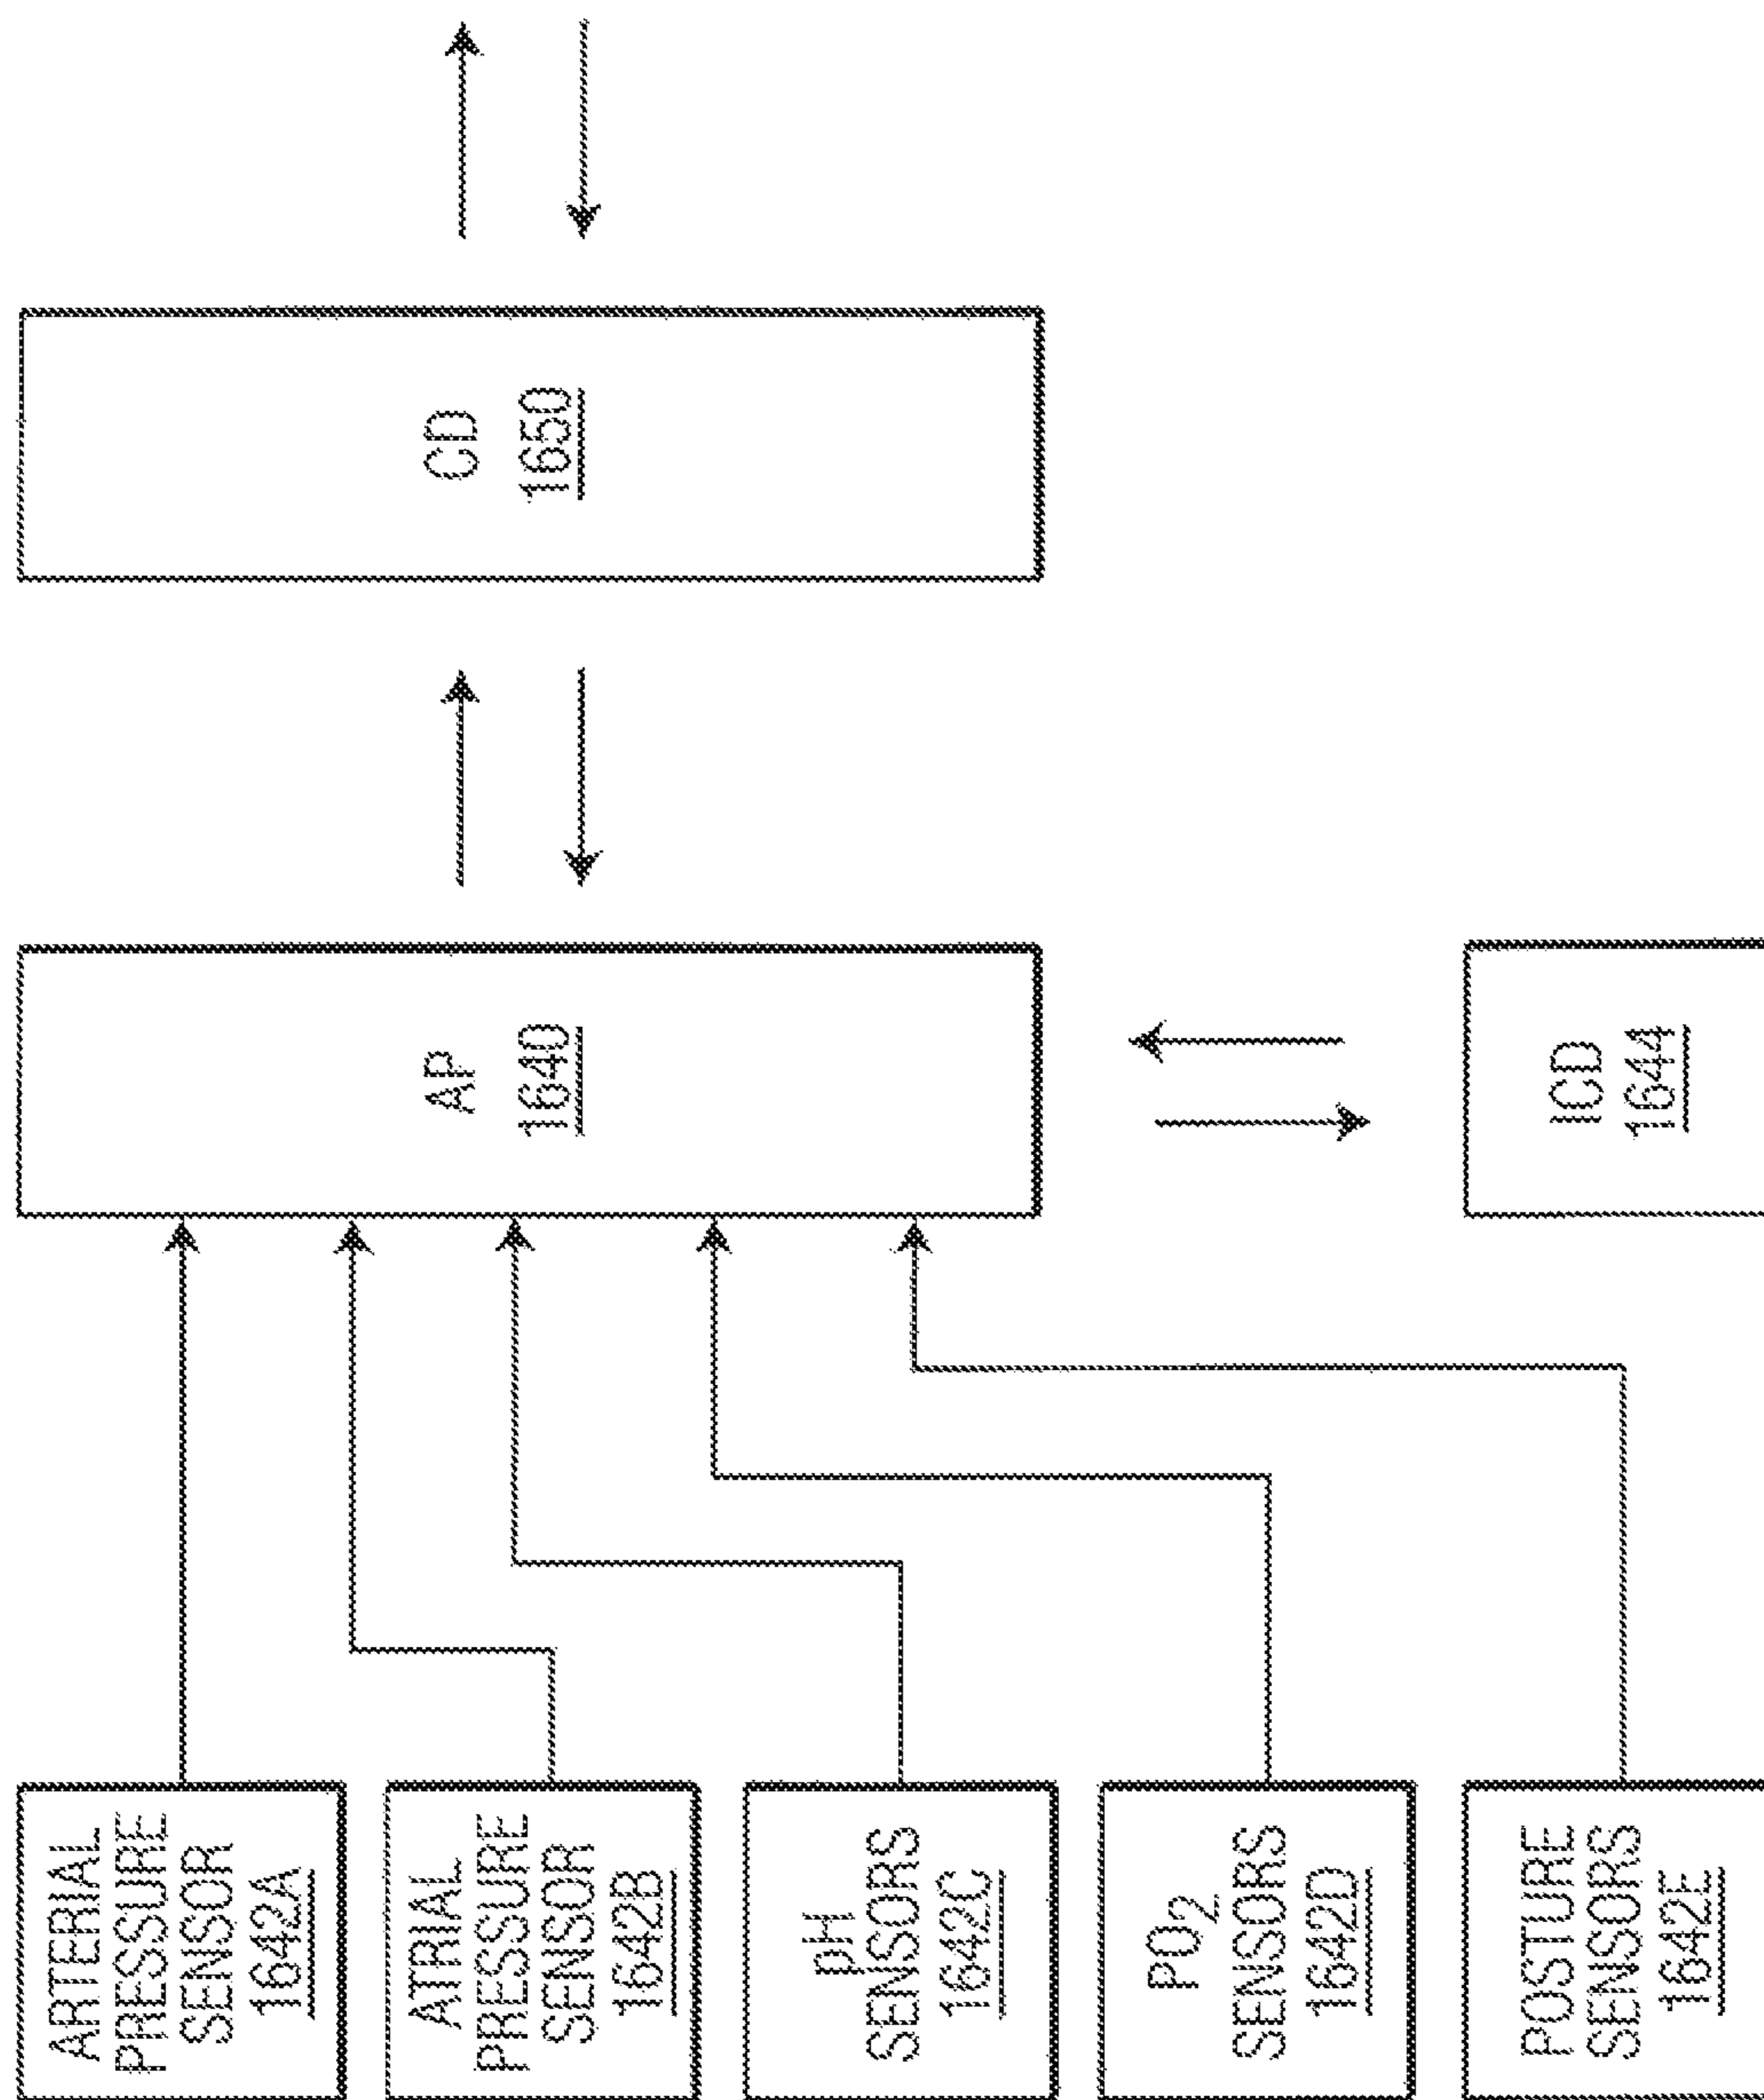 ARTERIAL
PRESSURE
SENSOR
1642A
ATRIAL
PRESSURE
SENSOR
1642B
pH
SENSORS
1642C
PO2
SENSORS
1642D
POSTURE
SENSORS
1642E
AP
1640
ICD
1644
CD
1650